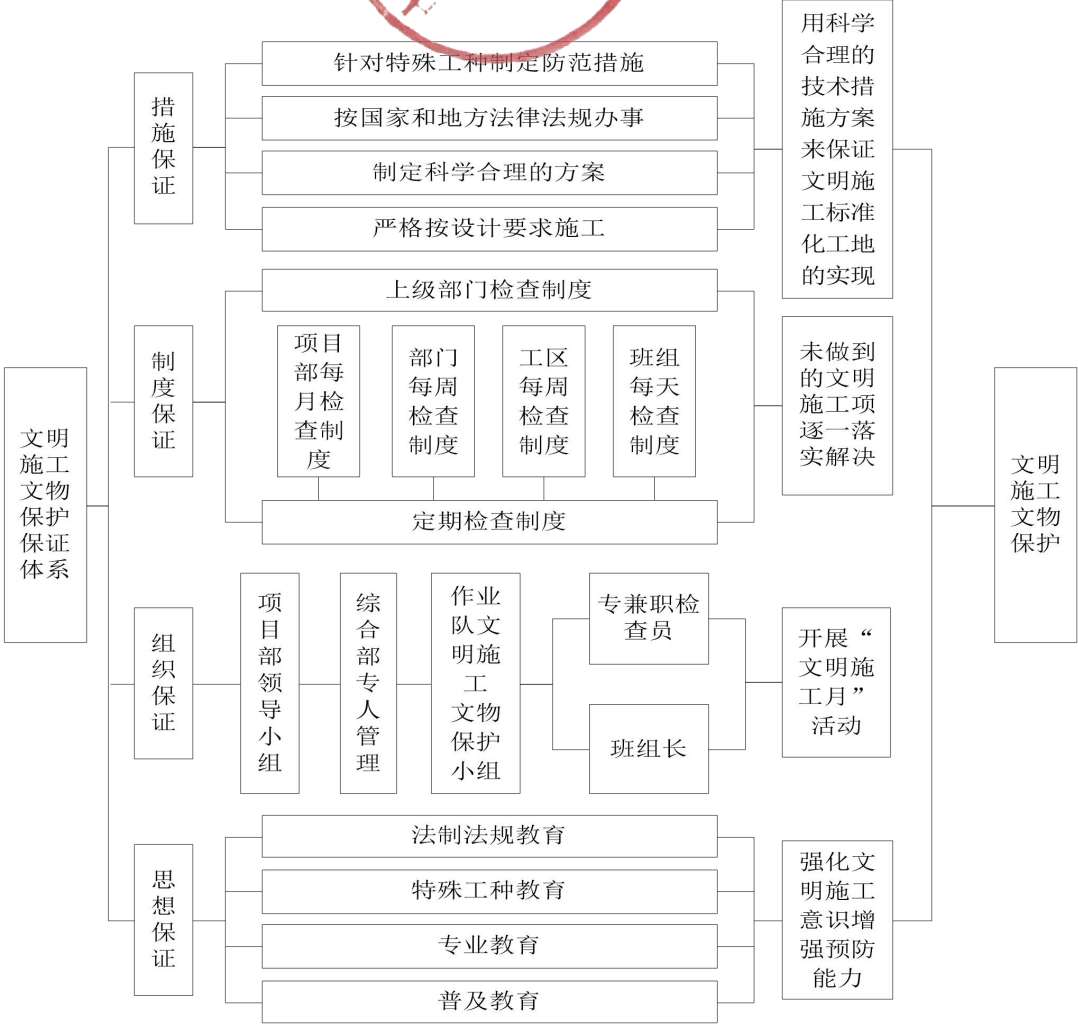 文明
施工
文物
保护
保证
体系
措
施
保
证
针对特殊工种制定防范措施
按国家和地方法律法规办事
制定科学合理的方案
严格按设计要求施工
用科学
合理的
技术措
施方案
来保证
文明施
工标准
化工地
的实现
制
度
保
证
上级部门检查制度
项目
部每
月检
查制
度
部门
每周
检查
制度
工区
每周
检查
制度
班组
每天
检查
制度
定期检查制度
未做到
的文明
施工项
逐一落
实解决
组
织
保
证
项
目
部
领
导
小
组
综
合
部
专
人
管
理
作业
队文
明施
工
文物
保护
小组
专兼职检
查员
班组长
开展“
文明施
工月”
活动
思
想
保
证
法制法规教育
特殊工种教育
专业教育
普及教育
强化文
明施工
意识增
强预防
能力
文明
施工
文物
保护